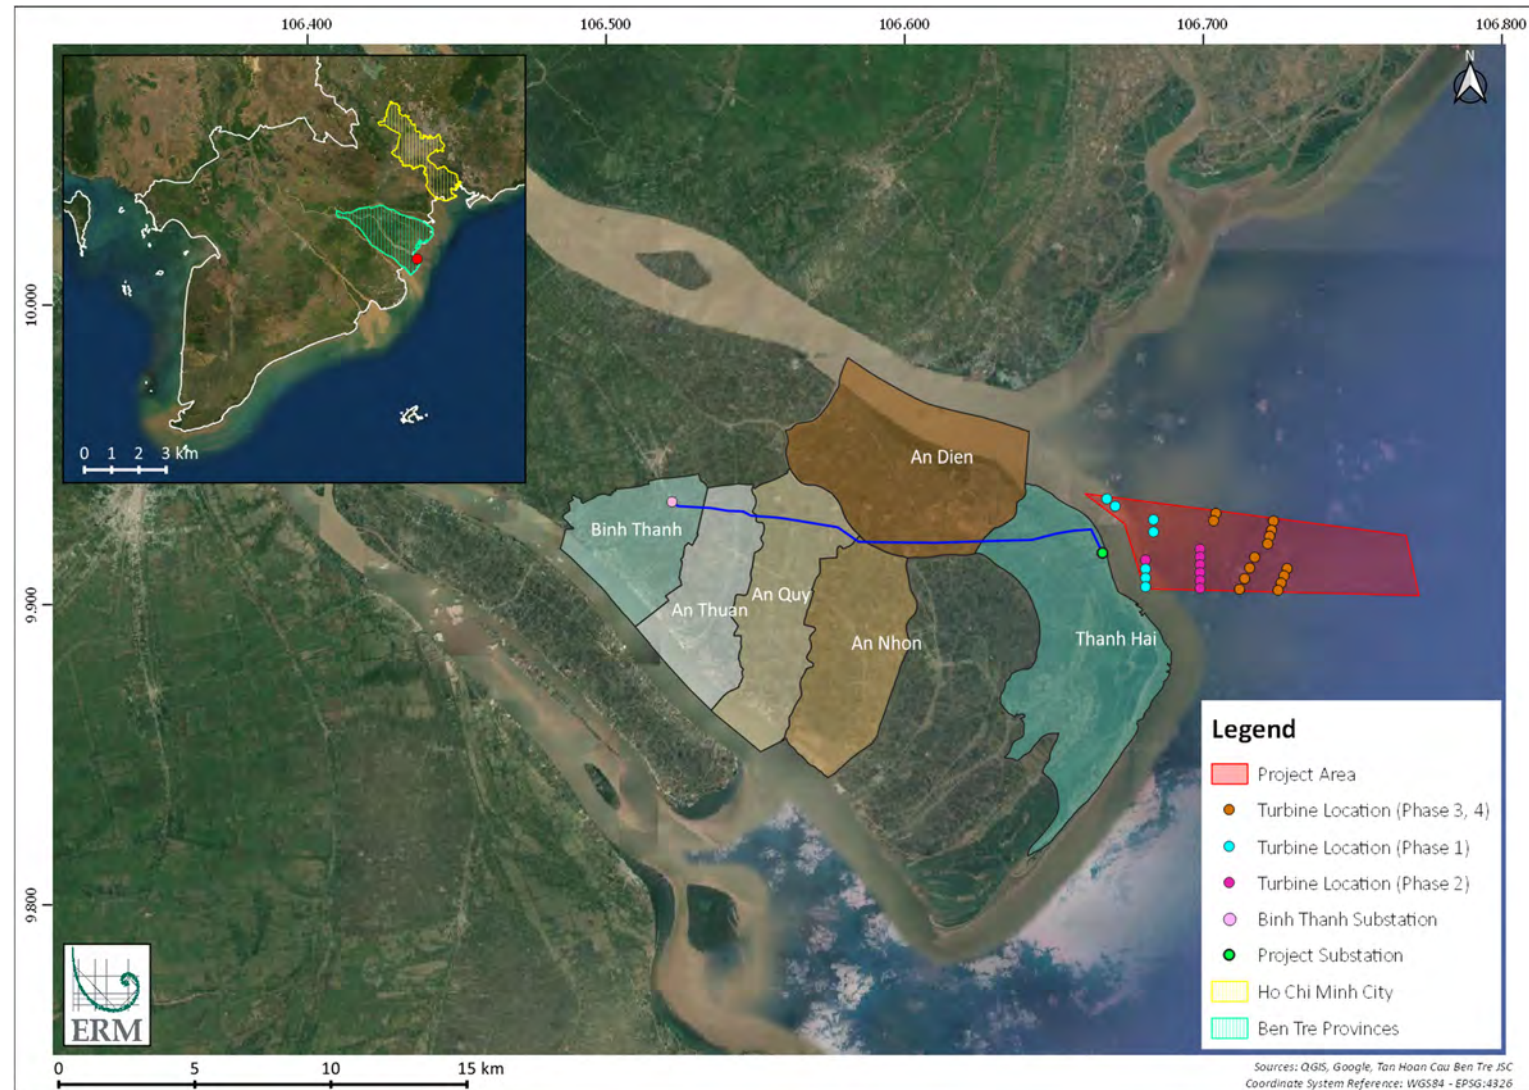 106.400 106.500 106.600 106.700 106.800
N
10.000
0 1 2 3 km
An Dien
Binh Thanh
An Quy
An Thuan
9.900
An Nhon
Thanh Hai
Legend
Project Area
Turbine Location (Phase 3, 4)
Turbine Location (Phase 1)
Turbine Location (Phase 2)
Binh Thanh Substation
Project Substation
Ho Chi Minh City
Ben Tre Provinces
9.800
ERM
0 5 10 15 km
Sources: QGIS, Google, Tan Hoan Cau Ben Tre JSC
Coordinate System Reference: WGS84 - EPSG:4326